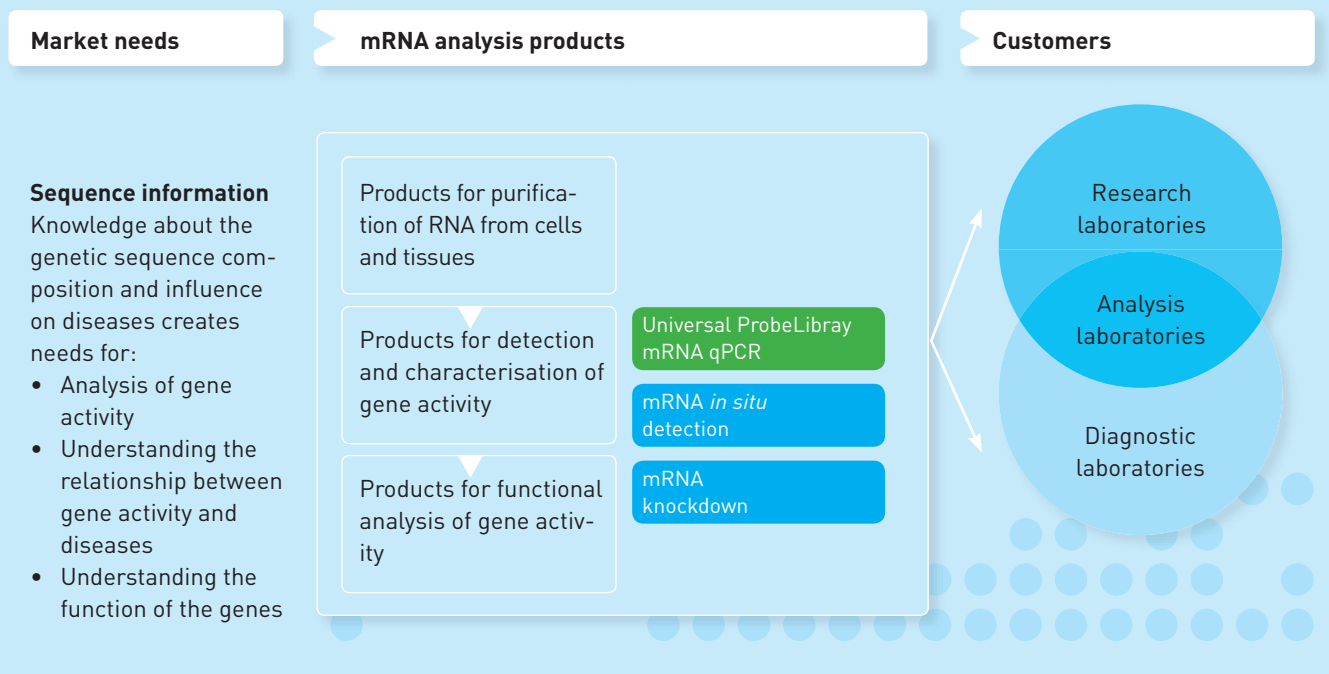 Market needs
mRNA analysis products
Customers
Sequence information
Knowledge about the
genetic sequence com-
position and influence
on diseases creates
needs for:
• Analysis of gene
activity
• Understanding the
relationship between
gene activity and
diseases
• Understanding the
function of the genes
Products for purifica-
tion of RNA from cells
and tissues
Products for detection
and characterisation of
gene activity
Products for functional
analysis of gene activ-
ity
Universal ProbeLibray
mRNA qPCR
mRNA in situ
detection
mRNA
knockdown
Research
laboratories
Analysis
laboratories
Diagnostic
laboratories